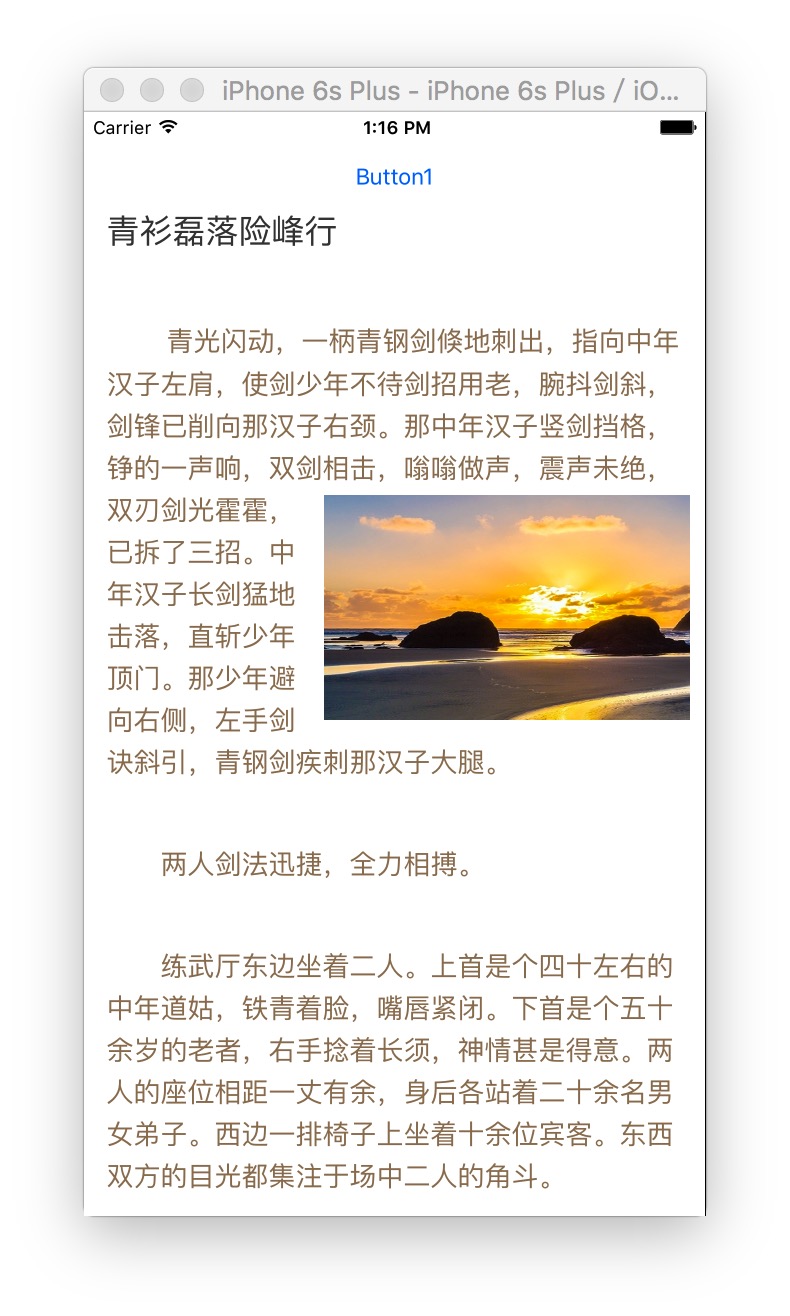 iPhone 6s Plus - iPhone 6s Plus / iO...
Carrier 1:16 PM
Button1
青衫磊落险峰行
青光闪动，一柄青钢剑倏地刺出，指向中年
汉子左肩，使剑少年不待剑招用老，腕抖剑斜，
剑锋已削向那汉子右颈。那中年汉子竖剑挡格，
铮的一声响，双剑相击，嗡嗡做声，震声未绝，
双刃剑光霍霍，
已拆了三招。中
年汉子长剑猛地
击落，直斩少年
顶门。那少年避
向右侧，左手剑
诀斜引，青钢剑疾刺那汉子大腿。
两人剑法迅捷，全力相搏。
练武厅东边坐着二人。上首是个四十左右的
中年道姑，铁青着脸，嘴唇紧闭。下首是个五十
余岁的老者，右手捻着长须，神情甚是得意。两
人的座位相距一丈有余，身后各站着二十余名男
女弟子。西边一排椅子上坐着十余位宾客。东西
双方的目光都集注于场中二人的角斗。